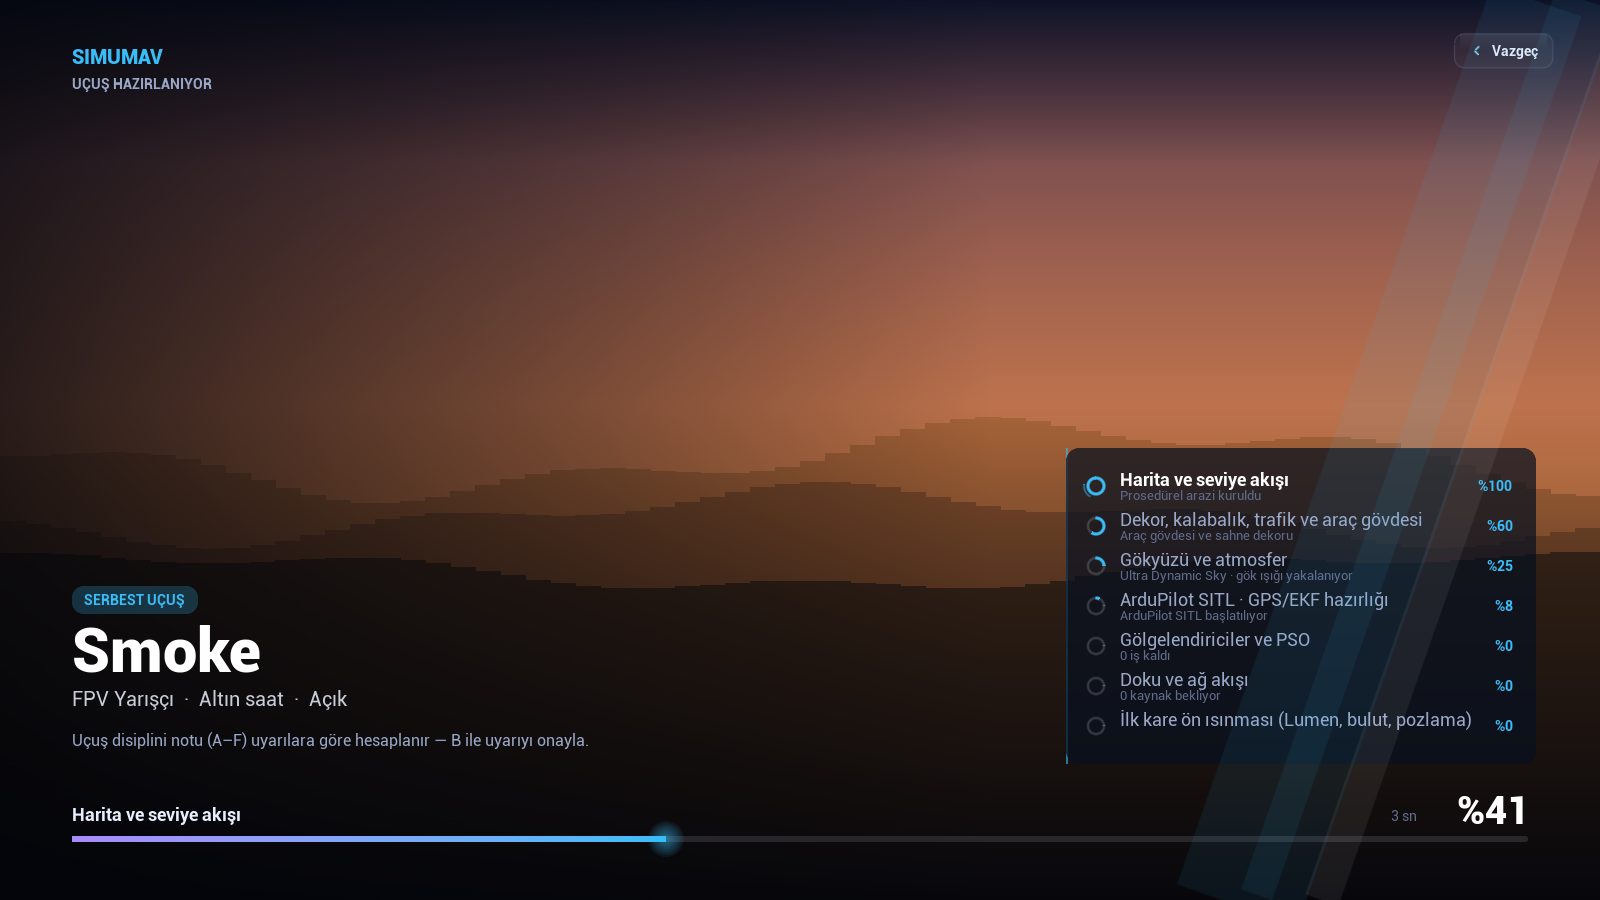 SIMUMAV
UÇUŞ HAZIRLANIYOR
Vazgeç
Harita ve seviye akışı
Prosedürel arazi kuruldu
%100
Dekor, kalabalık, trafik ve araç gövdesi
Araç gövdesi ve sahne dekoru
%60
Gökyüzü ve atmosfer
Ultra Dynamic Sky · gök ışığı yakalanıyor
%25
ArduPilot SITL · GPS/EKF hazırlığı
ArduPilot SITL başlatılıyor
%8
Gölgelendiriciler ve PSO
0 iş kaldı
%0
Doku ve ağ akışı
0 kaynak bekliyor
%0
İlk kare ön ısınması (Lumen, bulut, pozlama)
%0
SERBEST UÇUŞ
Smoke
FPV Yarışçı · Altın saat · Açık
Uçuş disiplini notu (A–F) uyarılara göre hesaplanır — B ile uyarıyı onayla.
Harita ve seviye akışı
3 sn
%41